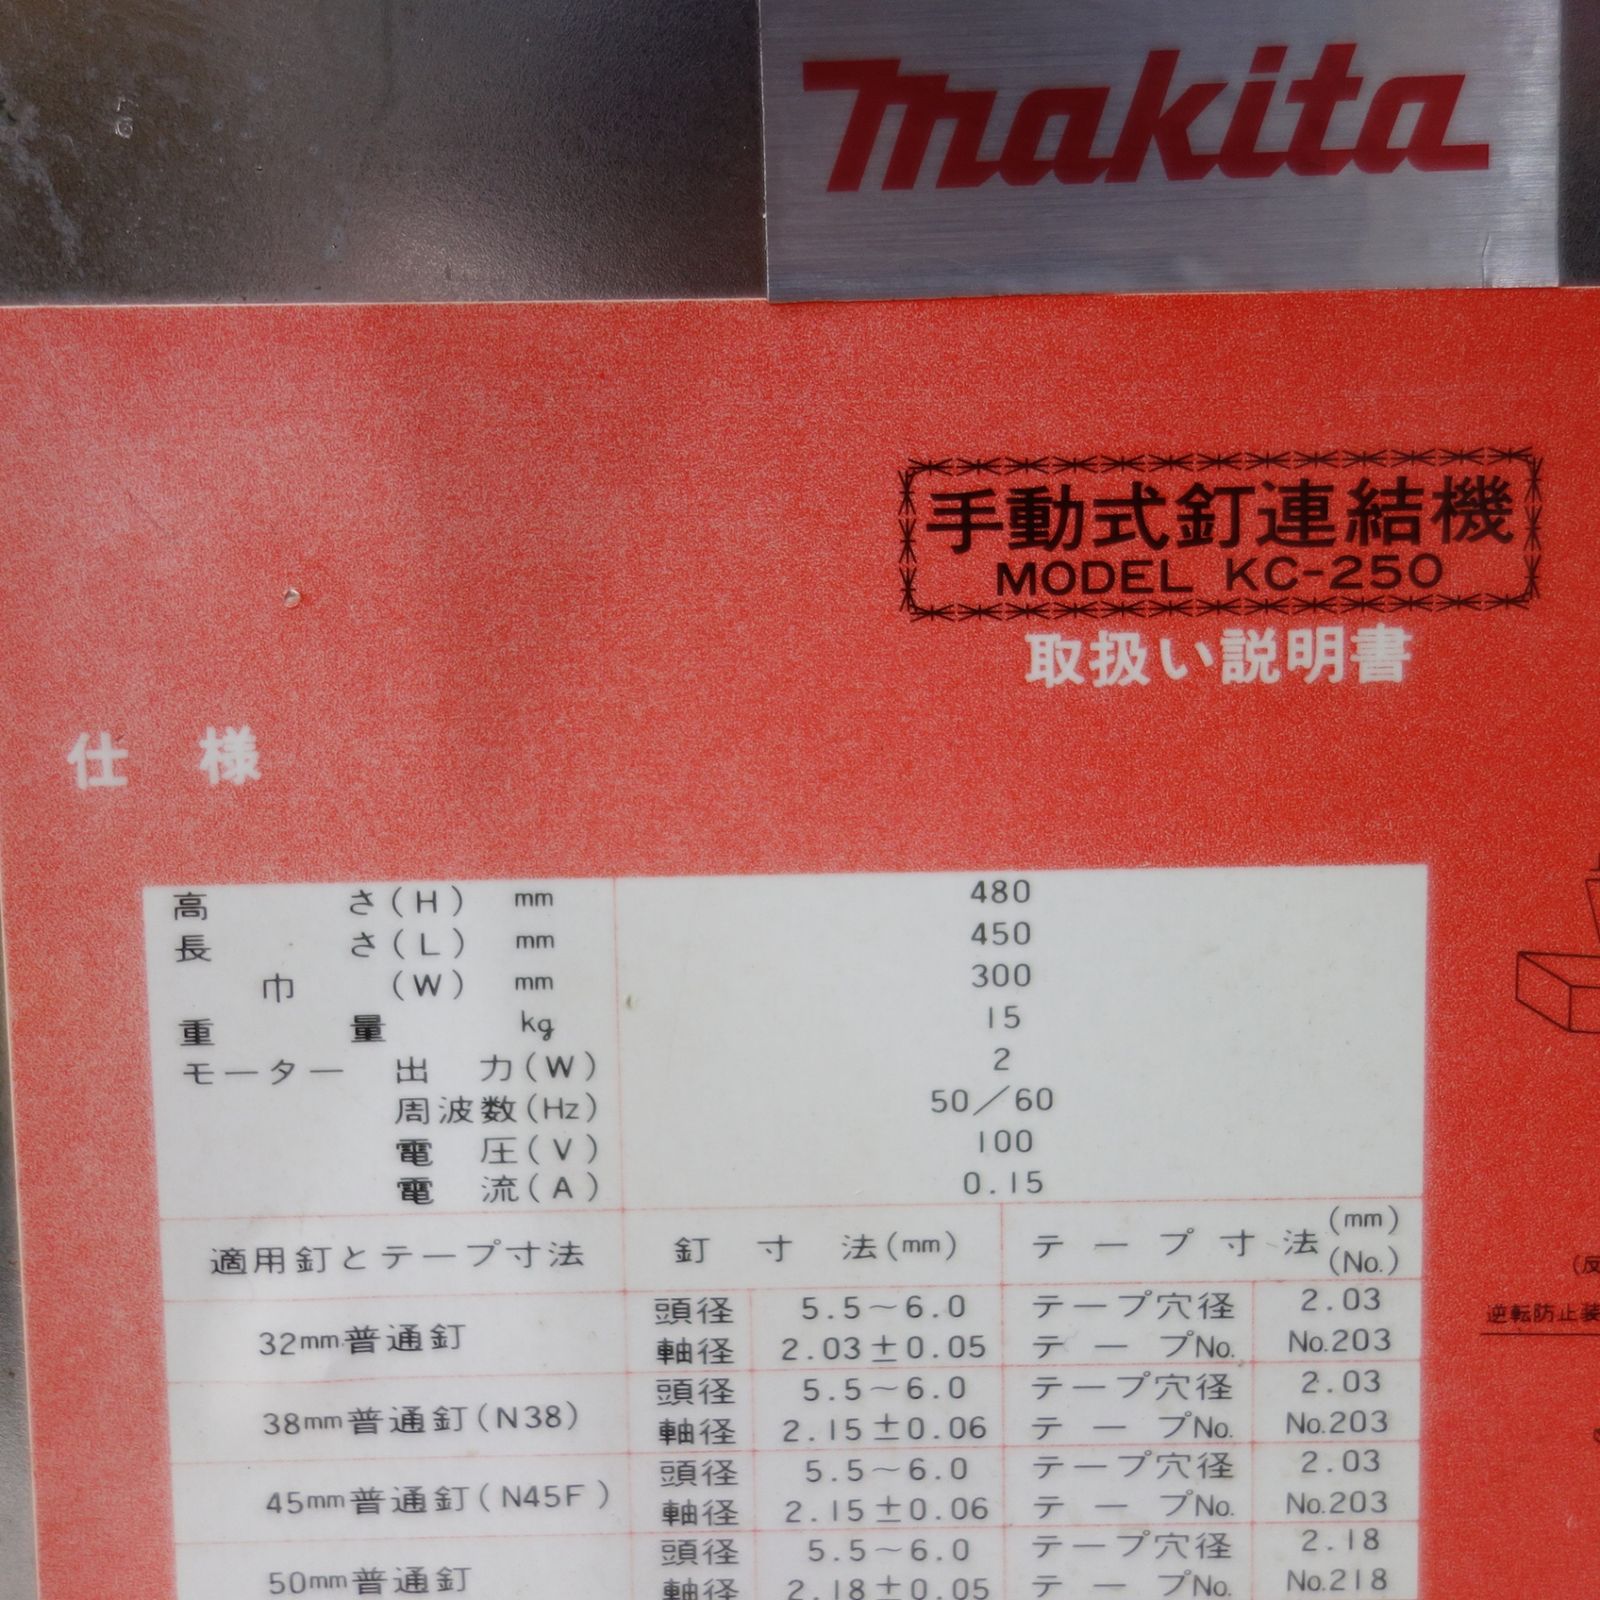 makita
手動式釘連結機
MODEL KC-250
取扱い説明書
仕 様
高 さ(H) mm 480
長 さ(L) mm 450
巾 (W) mm 300
重 量 kg 15
モーター 出 力(W) 2
周波数(Hz) 50/60
電 圧(V) 100
電 流(A) 0.15
適用釘とテープ寸法 釘 寸 法(mm) テ ー プ 寸 法 (mm) (No.)
32mm普通釘 頭径 5.5~6.0 テープ穴径 2.03
軸径 2.03±0.05 テ ー プNo. No.203
38mm普通釘(N38) 頭径 5.5~6.0 テープ穴径 2.03
軸径 2.15±0.06 テ ー プNo. No.203
45mm普通釘(N45F) 頭径 5.5~6.0 テープ穴径 2.03
軸径 2.15±0.06 テ ー プNo. No.203
50mm普通釘 頭径 5.5~6.0 テープ穴径 2.18
軸径 2.18±0.05 テ ー プNo. No.218
(反
逆転防止装